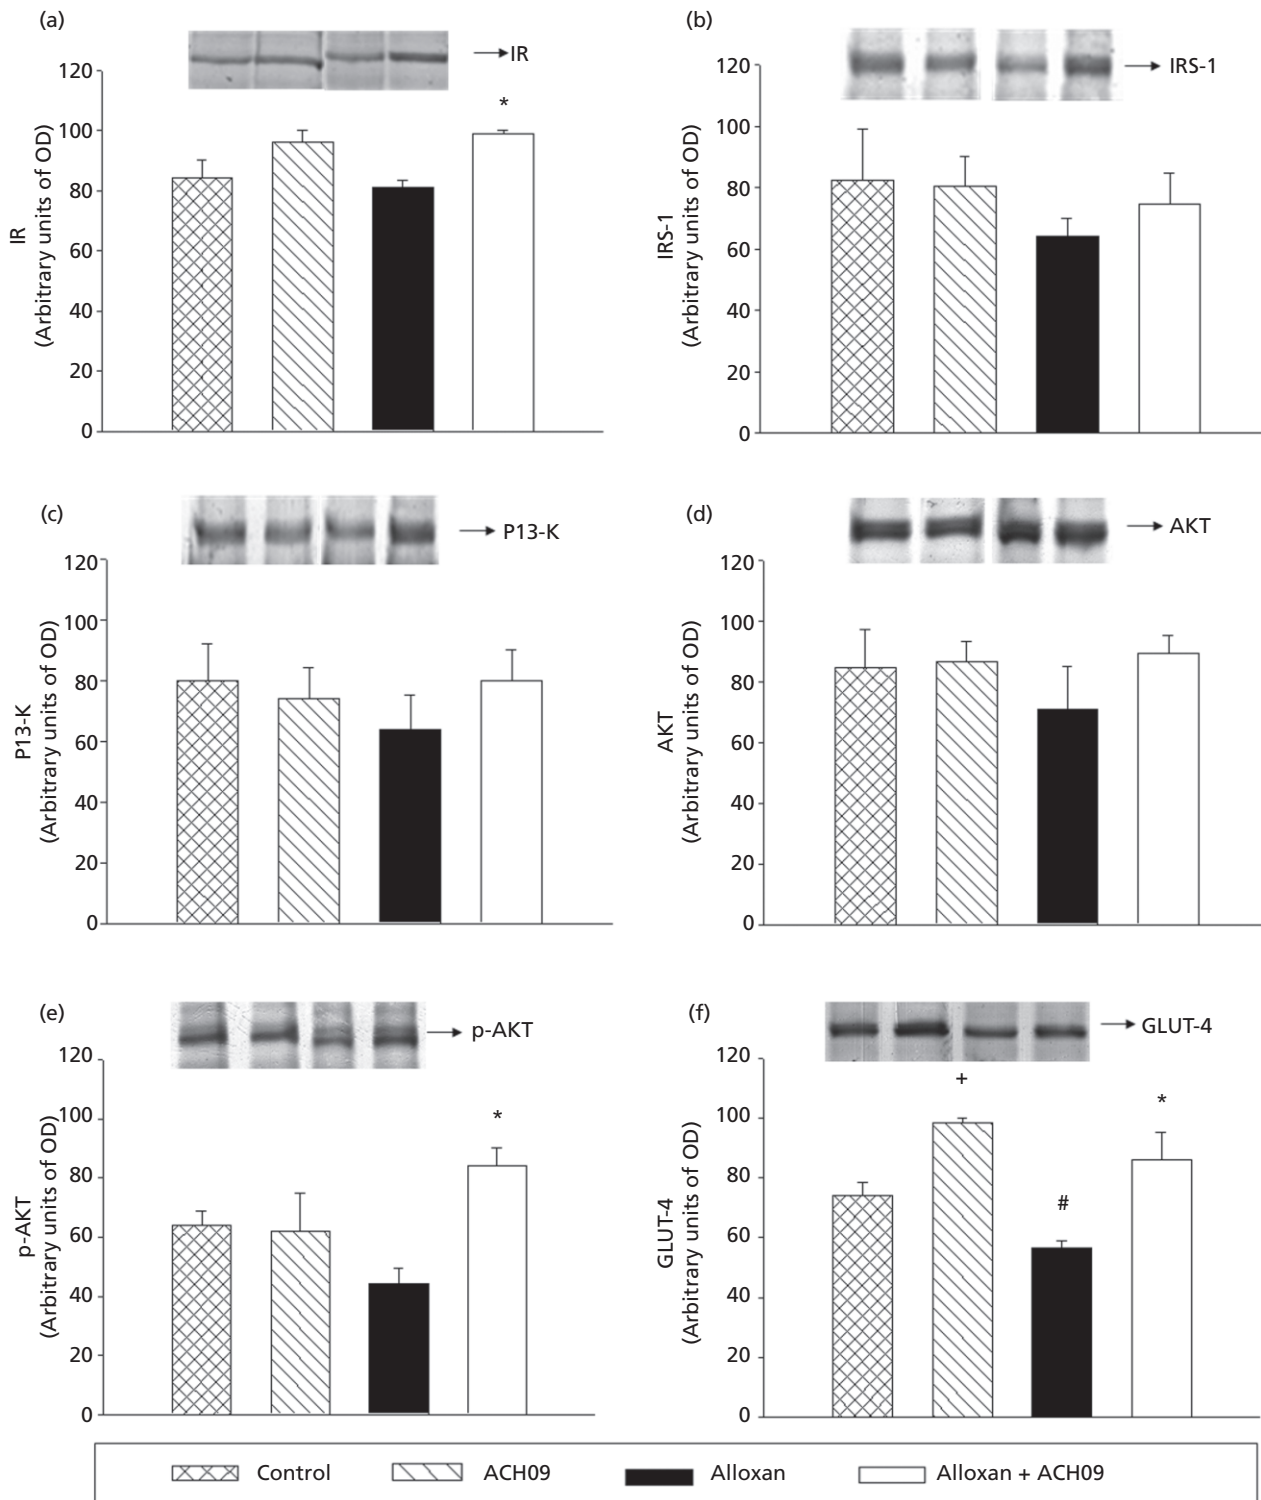 (a)
IR
120
100
80
60
40
20
0
IR
(Arbitrary units of OD)
*
(b)
IRS-1
120
100
80
60
40
20
0
IRS-1
(Arbitrary units of OD)
(c)
P13-K
120
100
80
60
40
20
0
P13-K
(Arbitrary units of OD)
(d)
AKT
120
100
80
60
40
20
0
AKT
(Arbitrary units of OD)
(e)
p-AKT
120
100
80
60
40
20
0
p-AKT
(Arbitrary units of OD)
*
(f)
GLUT-4
120
100
80
60
40
20
0
GLUT-4
(Arbitrary units of OD)
+
#
*
Control ACH09 Alloxan Alloxan + ACH09